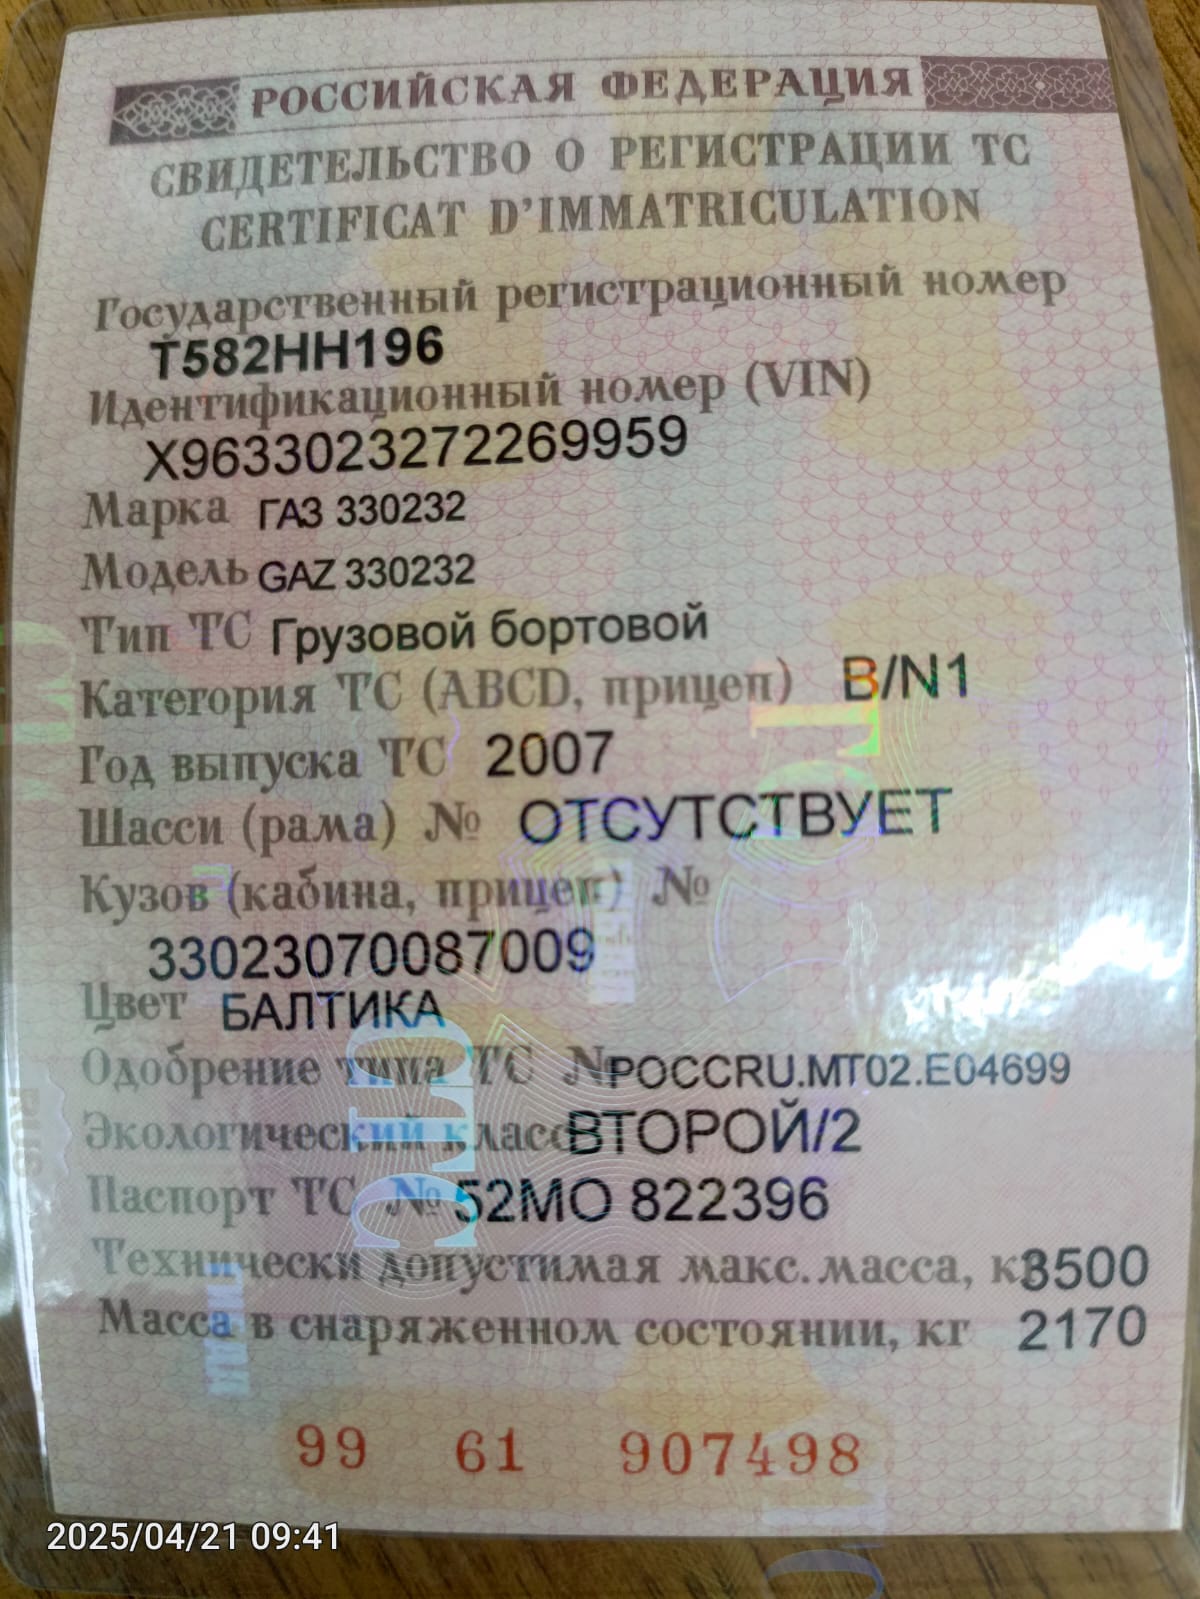 РОССИЙСКАЯ ФЕДЕРАЦИЯ
СВИДЕТЕЛЬСТВО О РЕГИСТРАЦИИ ТС
CERTIFICAT D'IMMATRICULATION
Государственный регистрационный номер
Т582НН196
Идентификационный номер (VIN)
X9633023272269959
Марка ГАЗ 330232
Модель GAZ 330232
Тип ТС Грузовой бортовой
Категория ТС (ABCD, прицеп) B/N1
Год выпуска ТС 2007
Шасси (рама) № ОТСУТСТВУЕТ
Кузов (кабина, прицеп) №
33023070087009
Цвет БАЛТИКА
Одобрение типа ТС №РОССRU.МТ02.Е04699
Экологический класс ВТОРОЙ/2
Паспорт ТС № 52МО 822396
Технически допустимая макс. масса, кг 3500
Масса в снаряженном состоянии, кг 2170
99 61 907498
2025/04/21 09:41